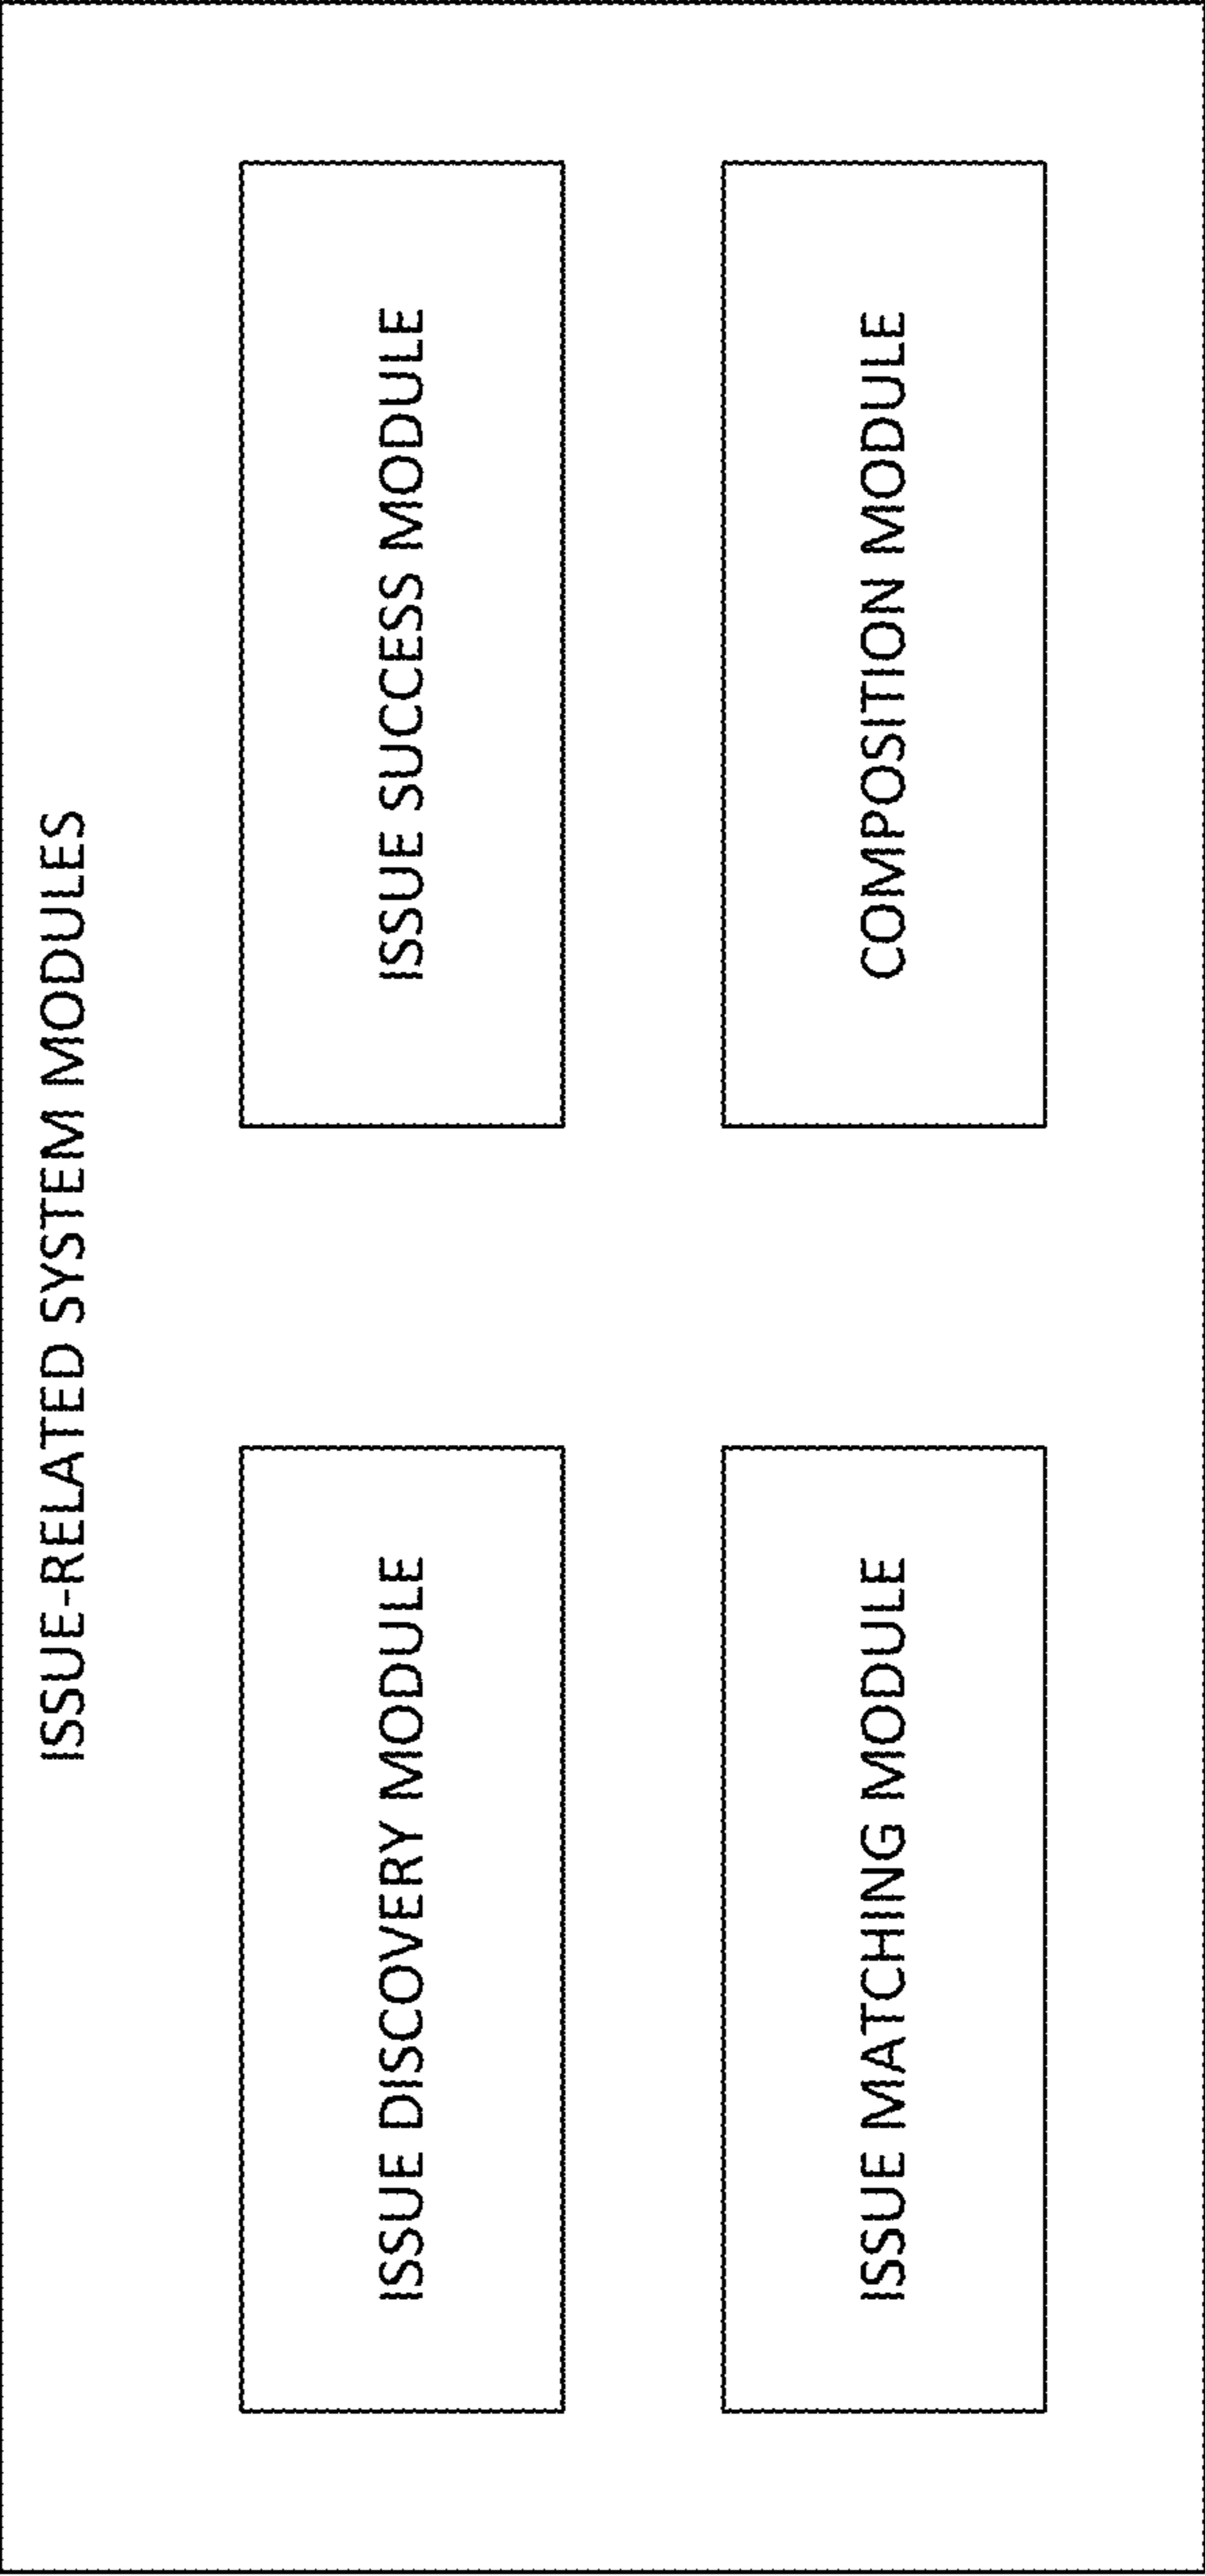 ISSUE-RELATED SYSTEM MODULES
ISSUE DISCOVERY MODULE
ISSUE SUCCESS MODULE
ISSUE MATCHING MODULE
COMPOSITION MODULE